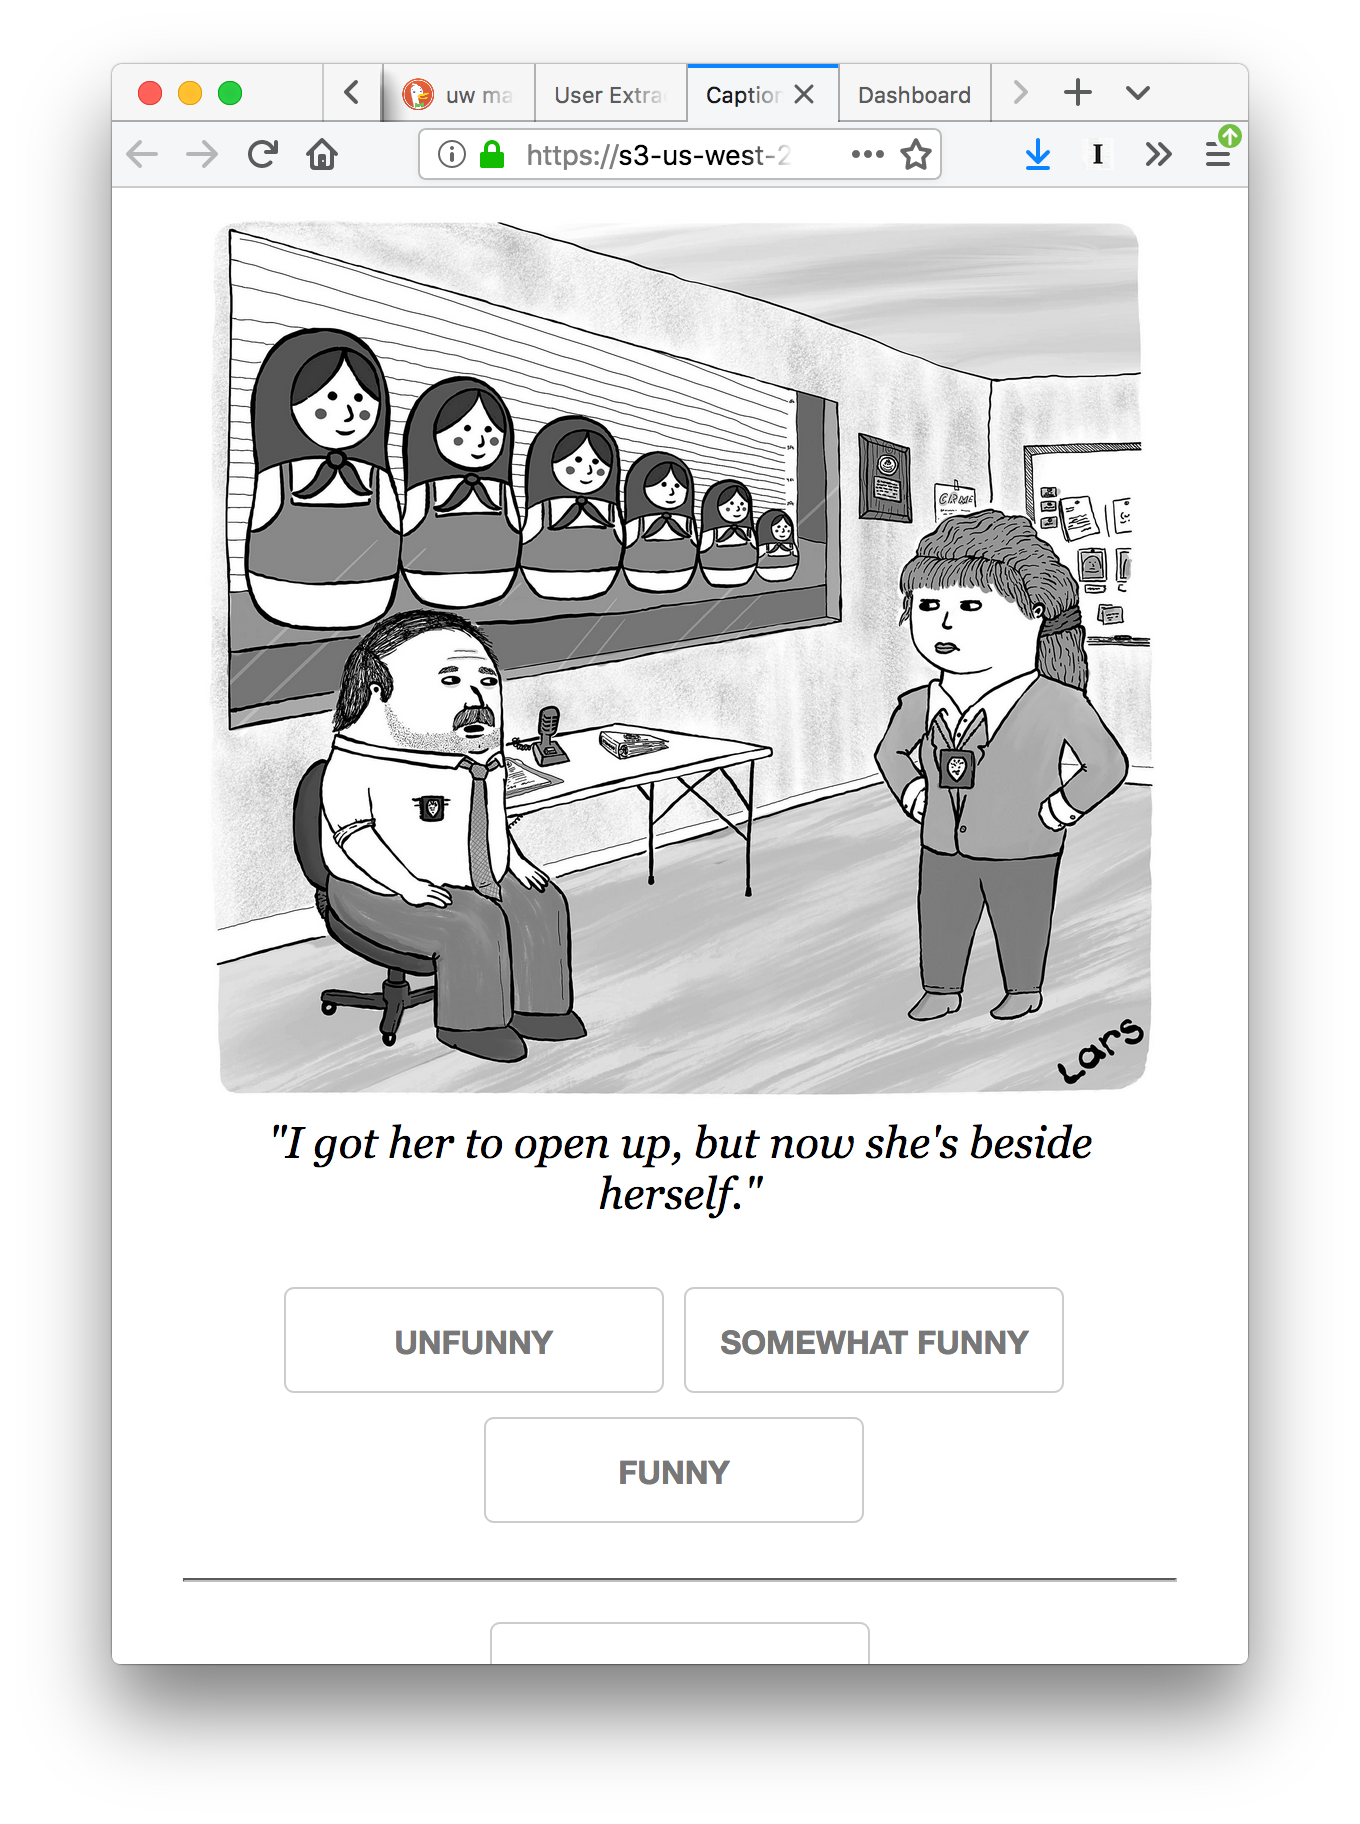 uw ma
User Extra
Caption
Dashboard
https://s3-us-west-2
I
CRIME
Lars
"I got her to open up, but now she's beside
herself."
UNFUNNY
SOMEWHAT FUNNY
FUNNY